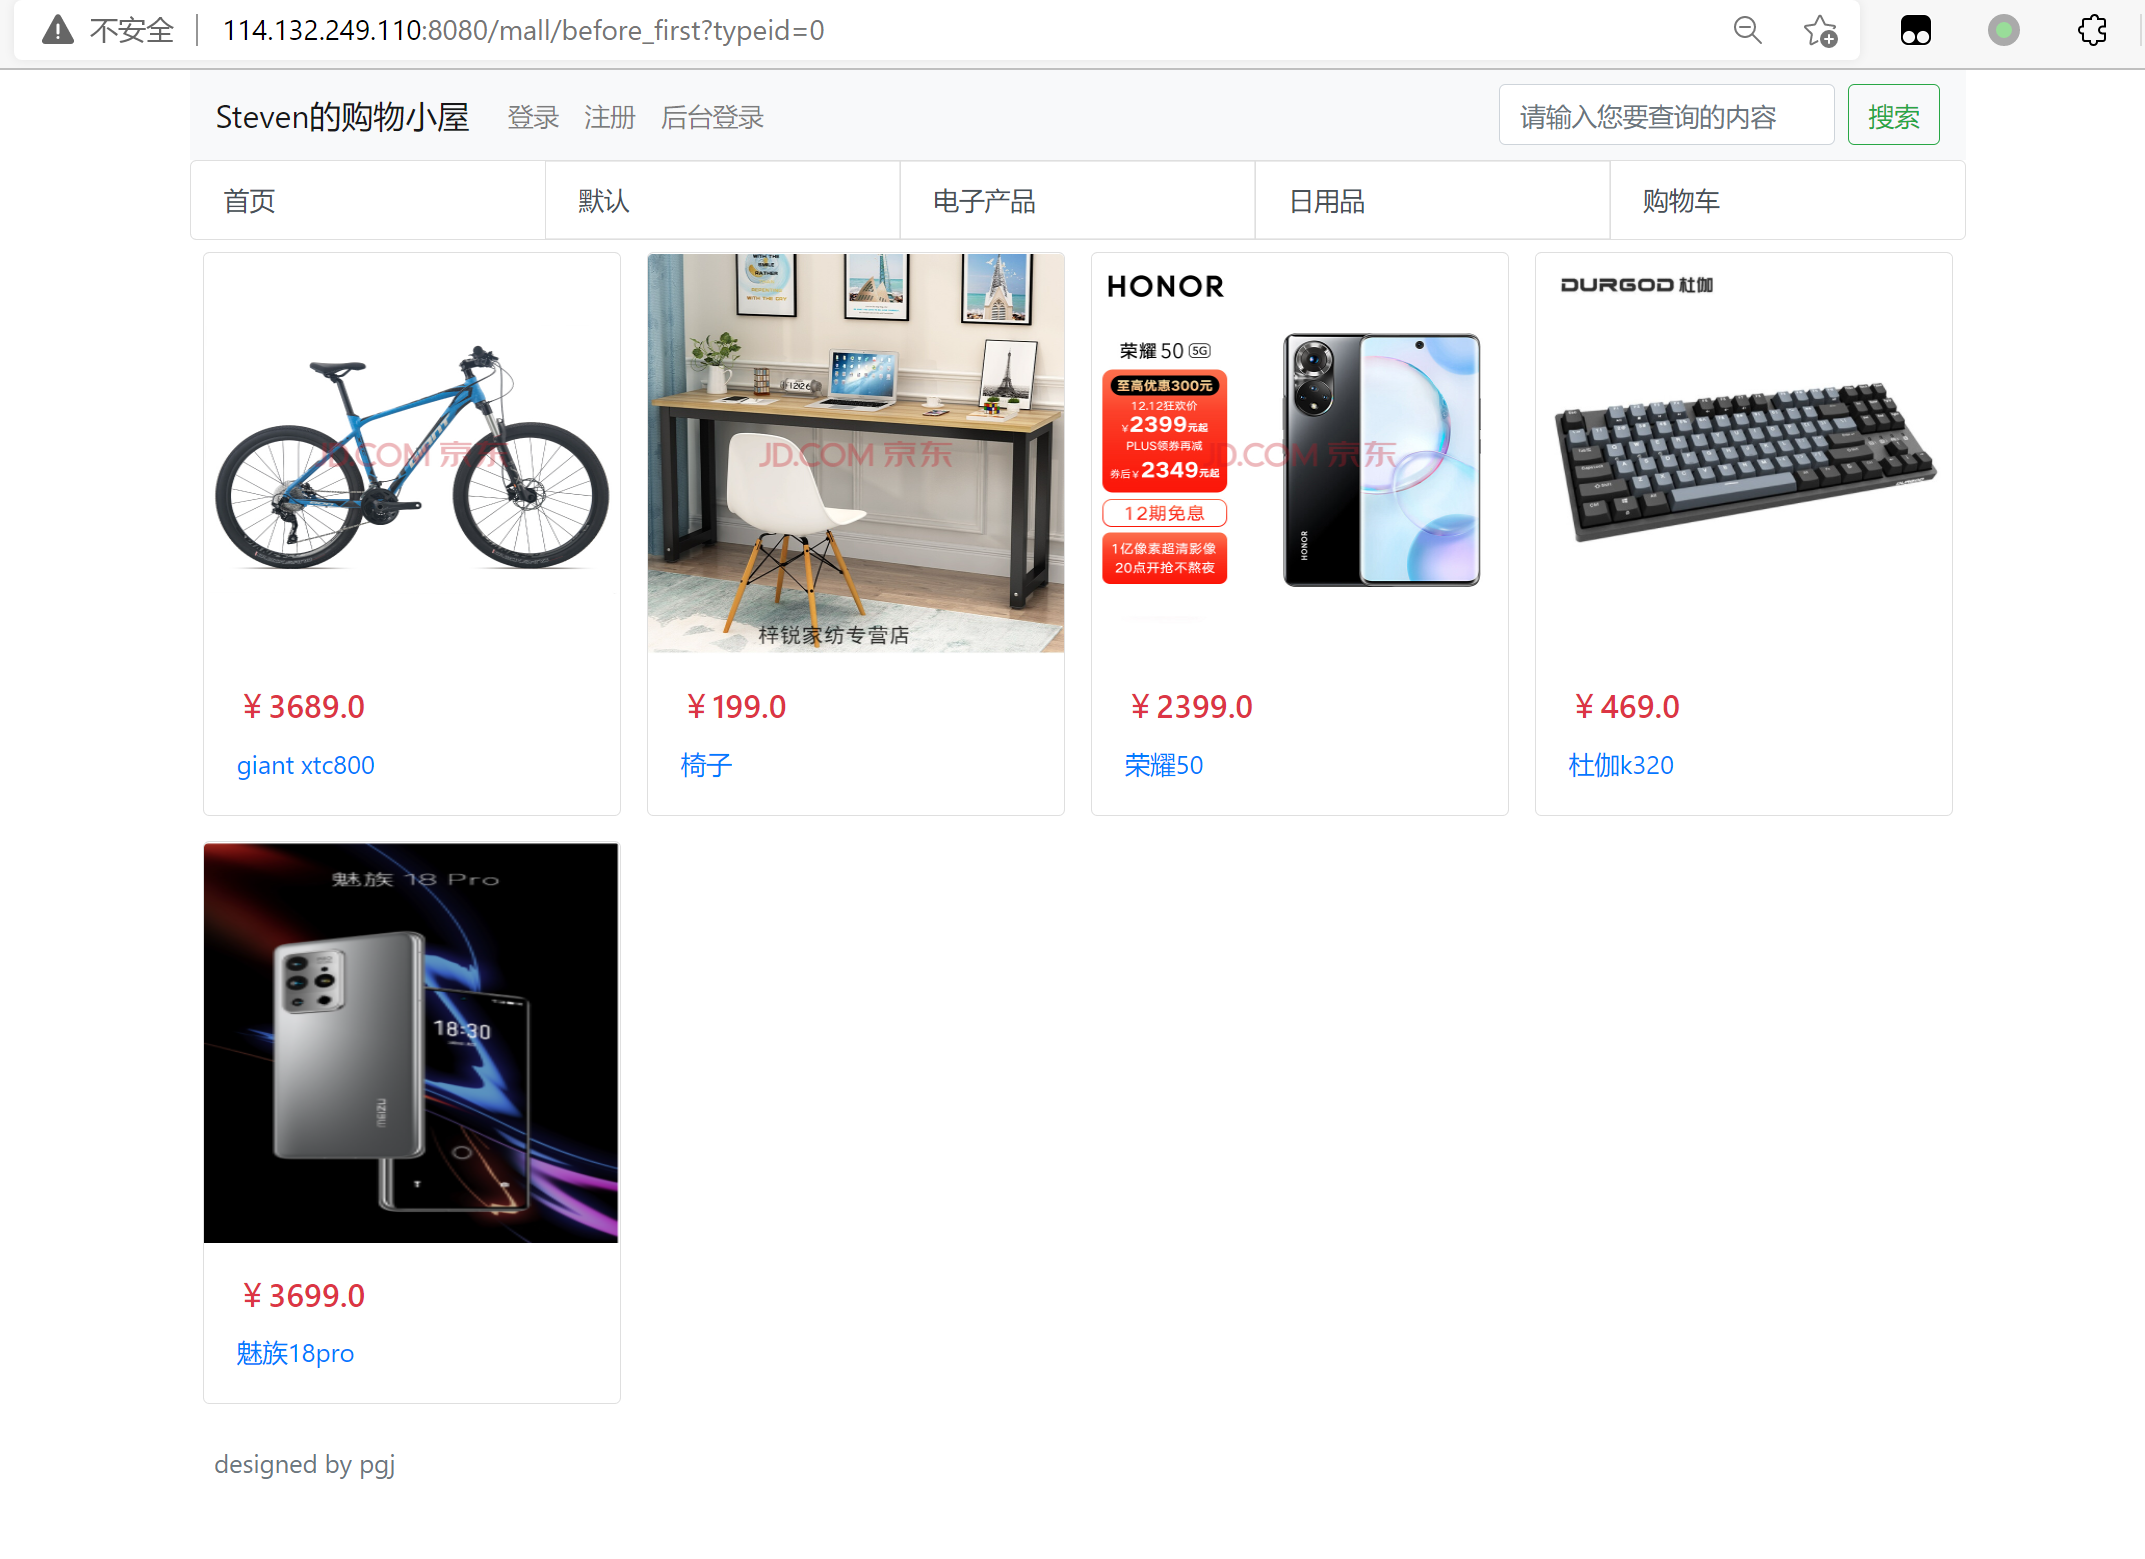 不安全 114.132.249.110:8080/mall/before_first?typeid=0
Steven的购物小屋 登录 注册 后台登录 请输入您要查询的内容 搜索
首页 默认 电子产品 日用品 购物车
JD.COM 京东
¥3689.0
giant xtc800
WITH THE
SMILE
RATHER
WITH THE DAY
JD.COM 京东
梓锐家纺专营店
¥199.0
椅子
HONOR
荣耀 50 5G
至高优惠300元
12.12狂欢价
¥2399元起
PLUS领券再减
券后¥2349元起
12期免息
1亿像素超清影像
20点开抢不熬夜
HONOR
JD.COM 京东
¥2399.0
荣耀50
DURGOD 杜伽
¥469.0
杜伽k320
魅族 18 Pro
18:30
MEIZU
¥3699.0
魅族18pro
designed by pgj